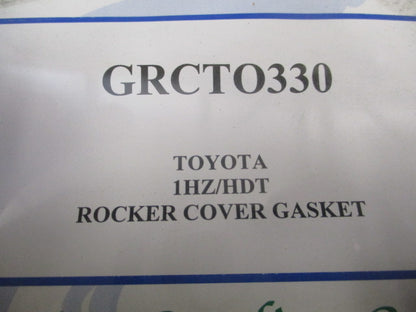 GRCTO330
TOYOTA
1HZ/HDT
ROCKER COVER GASKET